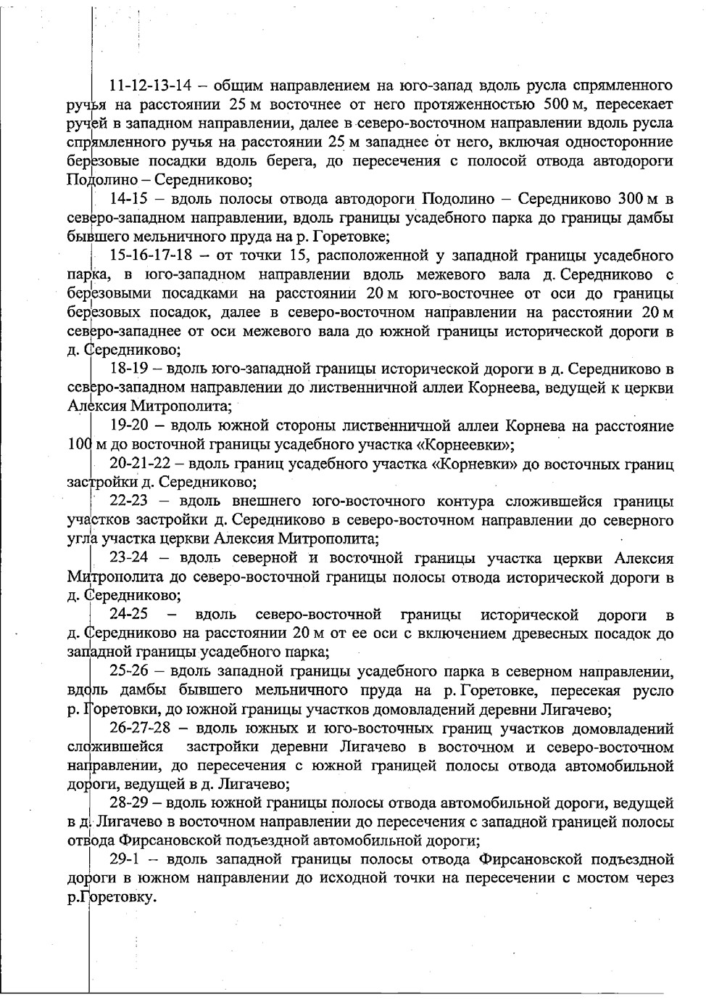 11-12-13-14 – общим направлением на юго-запад вдоль русла спрямленного
ручья на расстоянии 25 м восточнее от него протяженностью 500 м, пересекает
ручей в западном направлении, далее в северо-восточном направлении вдоль русла
спрямленного ручья на расстоянии 25 м западнее от него, включая односторонние
березовые посадки вдоль берега, до пересечения с полосой отвода автодороги
Подолино – Середниково;
14-15 – вдоль полосы отвода автодороги Подолино – Середниково 300 м в
северо-западном направлении, вдоль границы усадебного парка до границы дамбы
бывшего мельничного пруда на р. Горетовке;
15-16-17-18 – от точки 15, расположенной у западной границы усадебного
парка, в юго-западном направлении вдоль межевого вала д. Середниково с
березовыми посадками на расстоянии 20 м юго-восточнее от оси до границы
березовых посадок, далее в северо-восточном направлении на расстоянии 20 м
северо-западнее от оси межевого вала до южной границы исторической дороги в
д. Середниково;
18-19 – вдоль юго-западной границы исторической дороги в д. Середниково в
северо-западном направлении до лиственничной аллеи Корнеева, ведущей к церкви
Алексия Митрополита;
19-20 – вдоль южной стороны лиственничной аллеи Корнева на расстояние
100 м до восточной границы усадебного участка «Корнеевки»;
20-21-22 – вдоль границ усадебного участка «Корневки» до восточных границ
застройки д. Середниково;
22-23 – вдоль внешнего юго-восточного контура сложившейся границы
участков застройки д. Середниково в северо-восточном направлении до северного
угла участка церкви Алексия Митрополита;
23-24 – вдоль северной и восточной границы участка церкви Алексия
Митрополита до северо-восточной границы полосы отвода исторической дороги в
д. Середниково;
24-25 – вдоль северо-восточной границы исторической дороги в
д. Середниково на расстоянии 20 м от ее оси с включением древесных посадок до
западной границы усадебного парка;
25-26 – вдоль западной границы усадебного парка в северном направлении,
вдоль дамбы бывшего мельничного пруда на р. Горетовке, пересекая русло
р. Горетовки, до южной границы участков домовладений деревни Лигачево;
26-27-28 – вдоль южных и юго-восточных границ участков домовладений
сложившейся застройки деревни Лигачево в восточном и северо-восточном
направлении, до пересечения с южной границей полосы отвода автомобильной
дороги, ведущей в д. Лигачево;
28-29 – вдоль южной границы полосы отвода автомобильной дороги, ведущей
в д. Лигачево в восточном направлении до пересечения с западной границей полосы
отвода Фирсановской подъездной автомобильной дороги;
29-1 – вдоль западной границы полосы отвода Фирсановской подъездной
дороги в южном направлении до исходной точки на пересечении с мостом через
р.Горетовку.